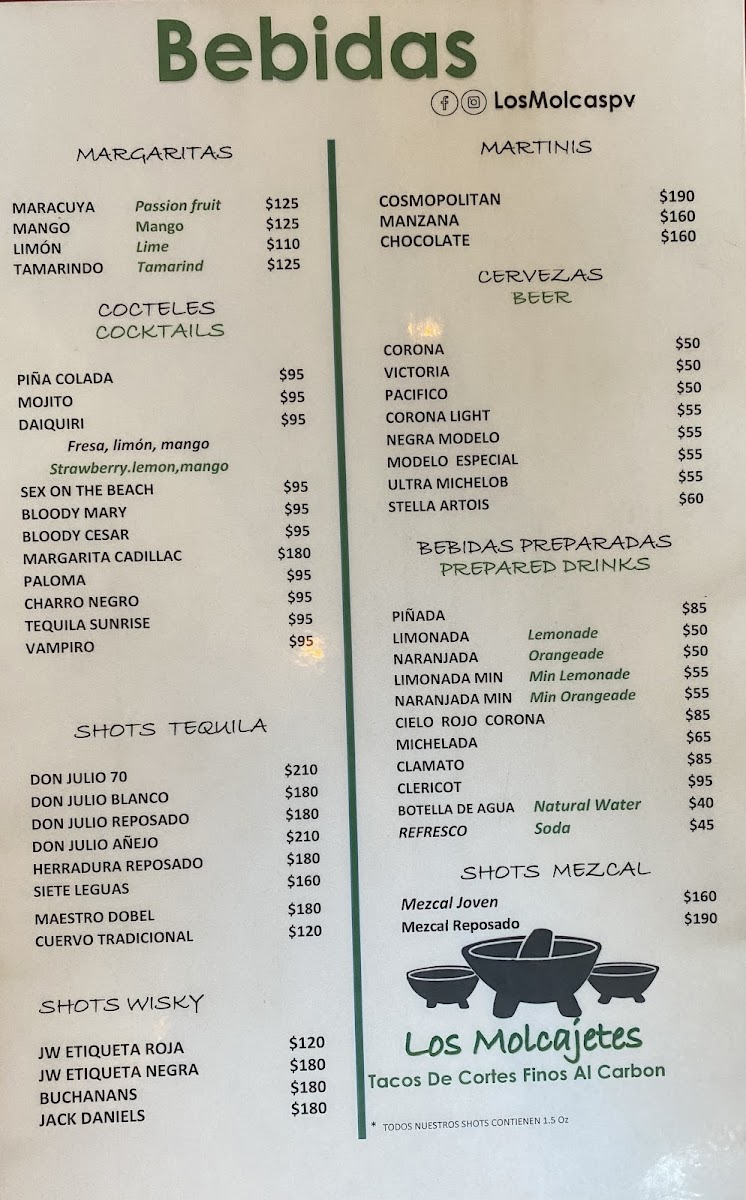 Bebidas
LosMolcaspv
MARGARITAS
MARACUYA Passion fruit $125
MANGO Mango $125
LIMÓN Lime $110
TAMARINDO Tamarind $125
COCTELES
COCKTAILS
PIÑA COLADA $95
MOJITO $95
DAIQUIRI $95
Fresa, limón, mango
Strawberry.lemon,mango
SEX ON THE BEACH $95
BLOODY MARY $95
BLOODY CESAR $95
MARGARITA CADILLAC $180
PALOMA $95
CHARRO NEGRO $95
TEQUILA SUNRISE $95
VAMPIRO $95
SHOTS TEQUILA
DON JULIO 70 $210
DON JULIO BLANCO $180
DON JULIO REPOSADO $180
DON JULIO AÑEJO $210
HERRADURA REPOSADO $180
SIETE LEGUAS $160
MAESTRO DOBEL $180
CUERVO TRADICIONAL $120
SHOTS WISKY
JW ETIQUETA ROJA $120
JW ETIQUETA NEGRA $180
BUCHANANS $180
JACK DANIELS $180
MARTINIS
COSMOPOLITAN $190
MANZANA $160
CHOCOLATE $160
CERVEZAS
BEER
CORONA $50
VICTORIA $50
PACIFICO $50
CORONA LIGHT $55
NEGRA MODELO $55
MODELO ESPECIAL $55
ULTRA MICHELOB $55
STELLA ARTOIS $60
BEBIDAS PREPARADAS
PREPARED DRINKS
PIÑADA $85
LIMONADA Lemonade $50
NARANJADA Orangeade $50
LIMONADA MIN Min Lemonade $55
NARANJADA MIN Min Orangeade $55
CIELO ROJO CORONA $85
MICHELADA $65
CLAMATO $85
CLERICOT $95
BOTELLA DE AGUA Natural Water $40
REFRESCO Soda $45
SHOTS MEZCAL
Mezcal Joven $160
Mezcal Reposado $190
Los Molcajetes
Tacos De Cortes Finos Al Carbon
* TODOS NUESTROS SHOTS CONTIENEN 1.5 Oz